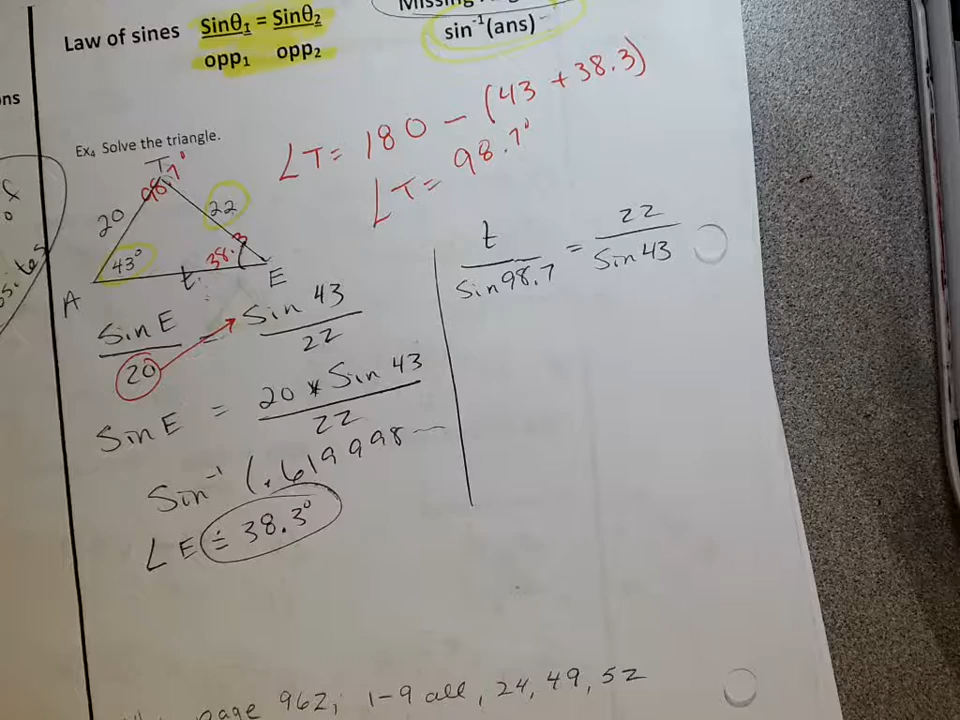 Law of sines Sinθ₁ = Sinθ₂
opp₁ opp₂
sin⁻¹(ans)
Ex₄ Solve the triangle.
∠T = 180 - (43 + 38.3)
∠T = 98.7°
T
98.7°
20
22
43°
38.3
A
t
E
Sin E = Sin 43
20 22
Sin E = 20 * Sin 43
22
Sin⁻¹ (.619998
∠E ≐ 38.3°
t = 22
Sin 98.7 Sin 43
page 962; 1-9 all, 24, 49, 52